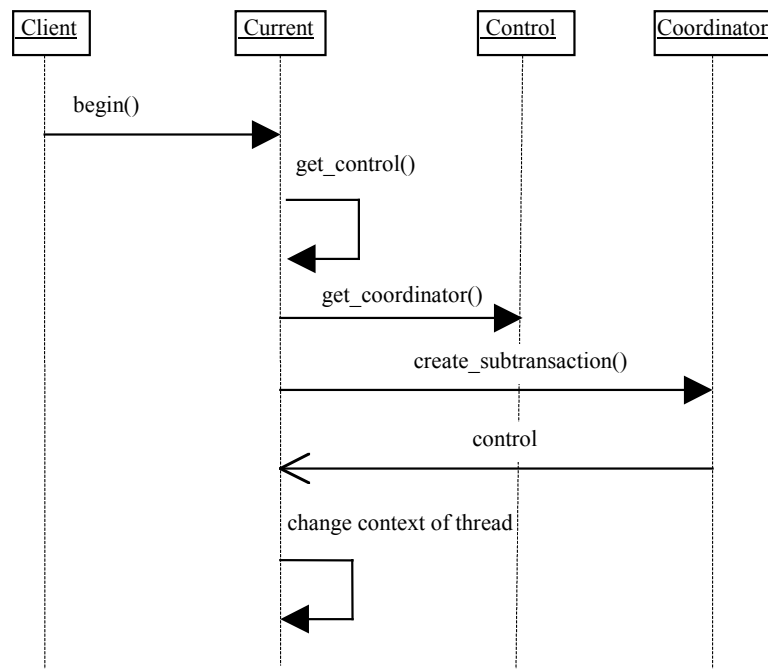 Client
Current
Control
Coordinator
begin()
get_control()
get_coordinator()
create_subtransaction()
control
change context of thread